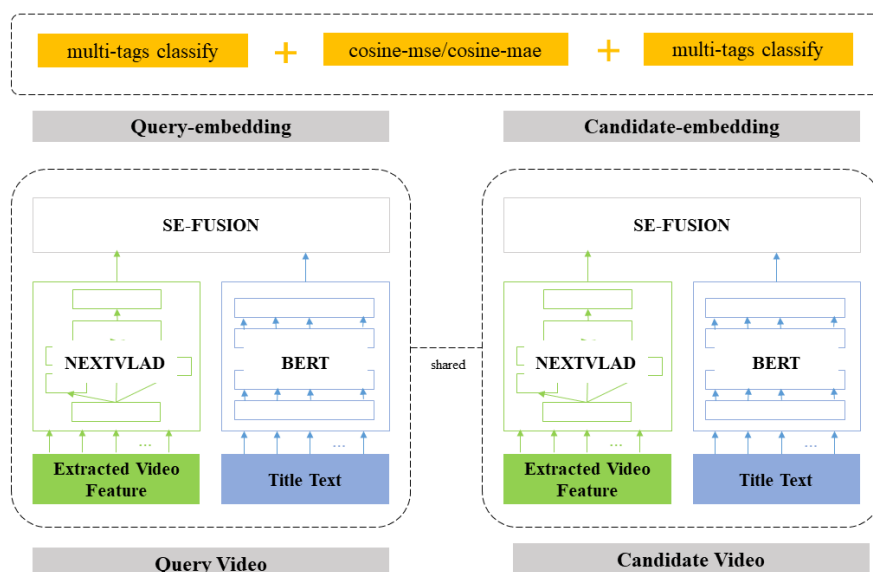 multi-tags classify + cosine-mse/cosine-mae + multi-tags classify
Query-embedding
Candidate-embedding
SE-FUSION
SE-FUSION
NEXTVLAD
BERT
shared
NEXTVLAD
BERT
...
...
...
...
Extracted Video
Feature
Title Text
Extracted Video
Feature
Title Text
Query Video
Candidate Video